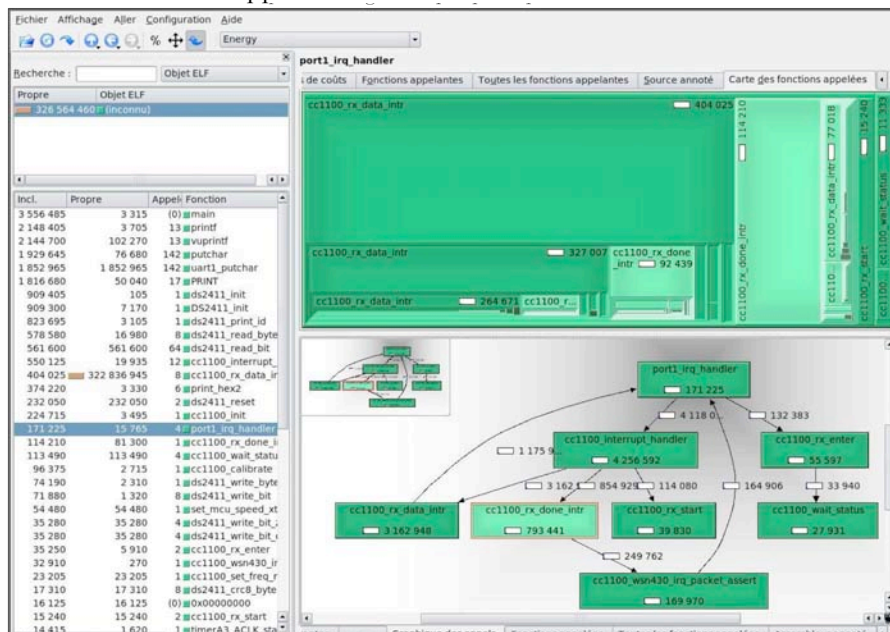 Fichier Affichage Aller Configuration Aide
% Energy
Recherche : Objet ELF
Propre Objet ELF
326 564 460 (inconnu)
Incl. Propre Appelé Fonction
3 556 485 3 315 (0) main
2 148 405 3 705 13 printf
2 144 700 102 270 13 vuprintf
1 929 645 76 680 142 putchar
1 852 965 1 852 965 142 uart1_putchar
1 816 680 50 040 17 PRINT
909 405 105 1 ds2411_init
909 300 7 170 1 DS2411_init
823 695 3 105 1 ds2411_print_id
578 580 16 980 8 ds2411_read_byte
561 600 561 600 64 ds2411_read_bit
550 125 19 935 12 cc1100_interrupt_
404 025 322 836 945 8 cc1100_rx_data_in
374 220 3 330 6 print_hex2
232 050 232 050 2 ds2411_reset
224 715 3 495 1 cc1100_init
171 225 15 765 4 port1_irq_handler
114 210 81 300 1 cc1100_rx_done_i
113 490 113 490 4 cc1100_wait_statu
96 375 2 715 1 cc1100_calibrate
74 190 2 310 1 ds2411_write_byte
71 880 1 320 8 ds2411_write_bit
54 480 54 480 1 set_mcu_speed_xt
35 280 35 280 4 ds2411_write_bit_
35 280 35 280 4 ds2411_write_bit_
35 250 5 910 2 cc1100_rx_enter
32 910 270 1 cc1100_wsn430_ir
23 205 23 205 1 cc1100_set_freq_r
17 310 17 310 8 ds2411_crc8_byte
16 125 16 125 (0) 0x00000000
15 240 15 240 2 cc1100_rx_start
14 415 1 620 1 timerA3_ACLK_sta
port1_irq_handler
s de coûts Fonctions appelantes Toutes les fonctions appelantes Source annoté Carte des fonctions appelées
cc1100_rx_data_intr 404 025
cc1100_rx_data_intr 327 007
cc1100_rx_done
_intr 92 439
cc1100_rx_data_intr 264 671 cc1100_r...
cc1100_rx_done_intr 114 210
cc1100_rx_data_intr 77 018
cc110...
cc1100_rx_start 15 240
cc1100_wait_status 11 333
port1_irq_handler
171 225
4 118 0... 132 383
cc1100_interrupt_handler
4 256 592
cc1100_rx_enter
55 597
1 175 9...
3 162 854 929 114 080 164 906 33 940
cc1100_rx_data_intr
3 162 948
cc1100_rx_done_intr
793 441
cc1100_rx_start
39 830
cc1100_wait_status
27 931
249 762
cc1100_wsn430_irq_packet_assert
169 970